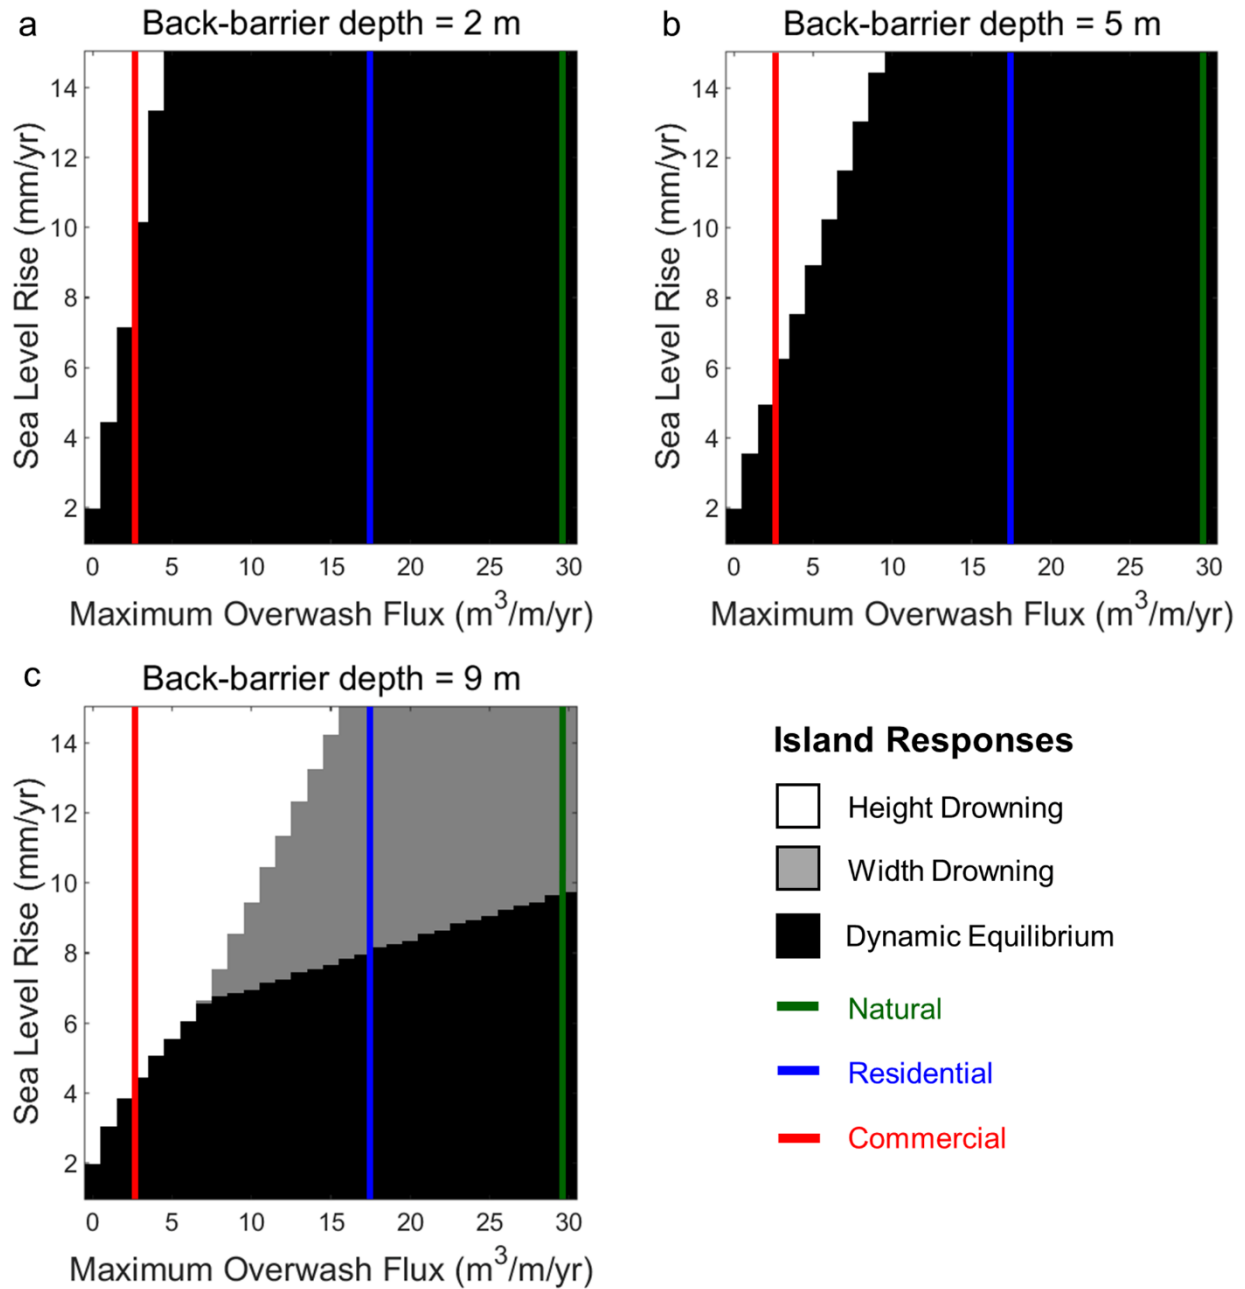 a
Back-barrier depth = 2 m
14
12
10
8
6
4
2
Sea Level Rise (mm/yr)
0 5 10 15 20 25 30
Maximum Overwash Flux (m³/m/yr)
b
Back-barrier depth = 5 m
14
12
10
8
6
4
2
Sea Level Rise (mm/yr)
0 5 10 15 20 25 30
Maximum Overwash Flux (m³/m/yr)
c
Back-barrier depth = 9 m
14
12
10
8
6
4
2
Sea Level Rise (mm/yr)
0 5 10 15 20 25 30
Maximum Overwash Flux (m³/m/yr)
Island Responses
Height Drowning
Width Drowning
Dynamic Equilibrium
Natural
Residential
Commercial